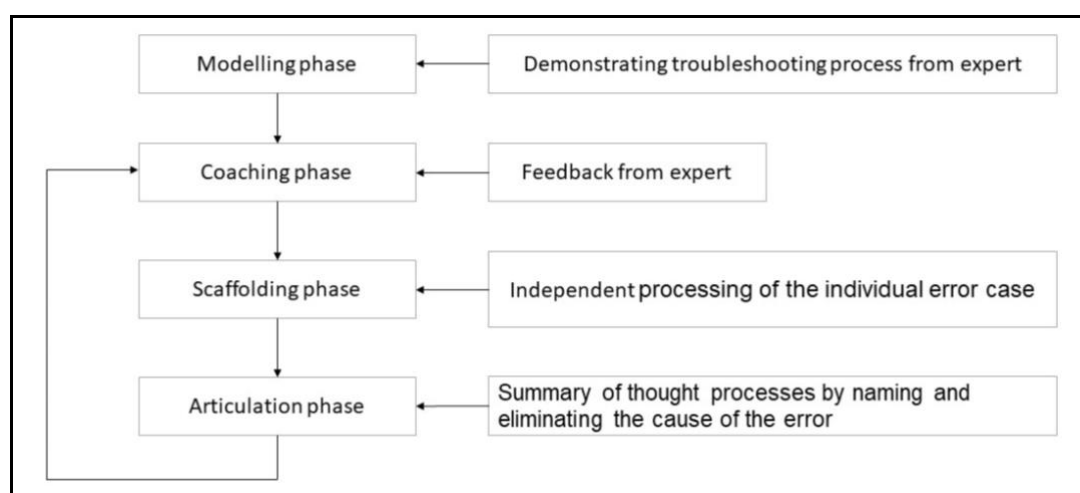 Modelling phase
Demonstrating troubleshooting process from expert
Coaching phase
Feedback from expert
Scaffolding phase
Independent processing of the individual error case
Articulation phase
Summary of thought processes by naming and
eliminating the cause of the error